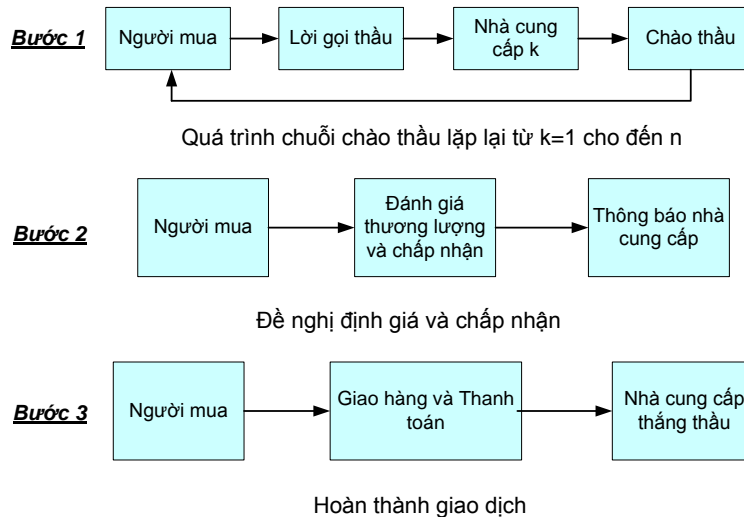 Bước 1
Người mua
Lời gọi thầu
Nhà cung
cấp k
Chào thầu
Quá trình chuỗi chào thầu lặp lại từ k=1 cho đến n
Bước 2
Người mua
Đánh giá
thương lượng
và chấp nhận
Thông báo nhà
cung cấp
Đề nghị định giá và chấp nhận
Bước 3
Người mua
Giao hàng và Thanh
toán
Nhà cung cấp
thắng thầu
Hoàn thành giao dịch